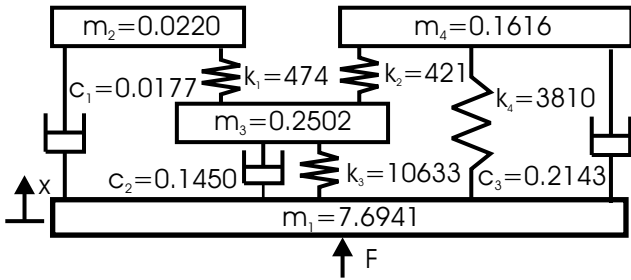 m₂=0.0220
m₄=0.1616
k₁=474
k₂=421
c₁=0.0177
k₄=3810
m₃=0.2502
c₂=0.1450
k₃=10633
c₃=0.2143
x
m₁=7.6941
F